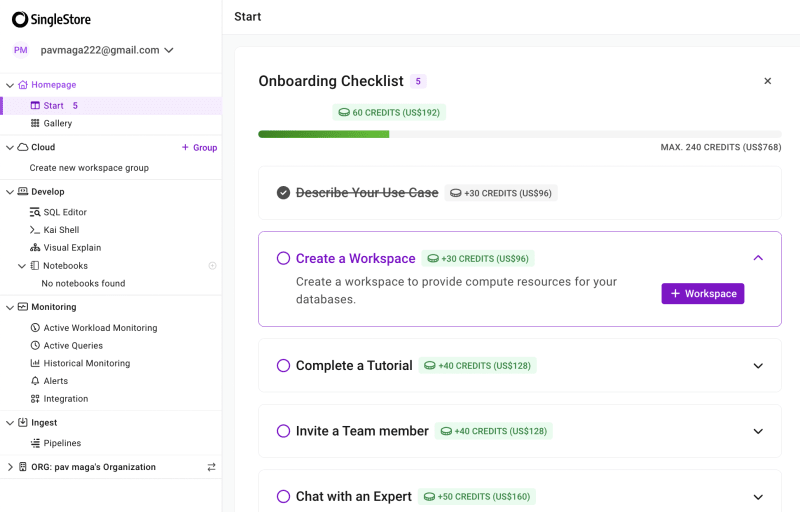 SingleStore
PM pavmaga222@gmail.com
Homepage
Start 5
Gallery
Cloud + Group
Create new workspace group
Develop
SQL Editor
Kai Shell
Visual Explain
Notebooks
No notebooks found
Monitoring
Active Workload Monitoring
Active Queries
Historical Monitoring
Alerts
Integration
Ingest
Pipelines
ORG: pav maga's Organization
Start
Onboarding Checklist 5
60 CREDITS (US$192)
MAX. 240 CREDITS (US$768)
Describe Your Use Case +30 CREDITS (US$96)
Create a Workspace +30 CREDITS (US$96)
Create a workspace to provide compute resources for your
databases.
+ Workspace
Complete a Tutorial +40 CREDITS (US$128)
Invite a Team member +40 CREDITS (US$128)
Chat with an Expert +50 CREDITS (US$160)